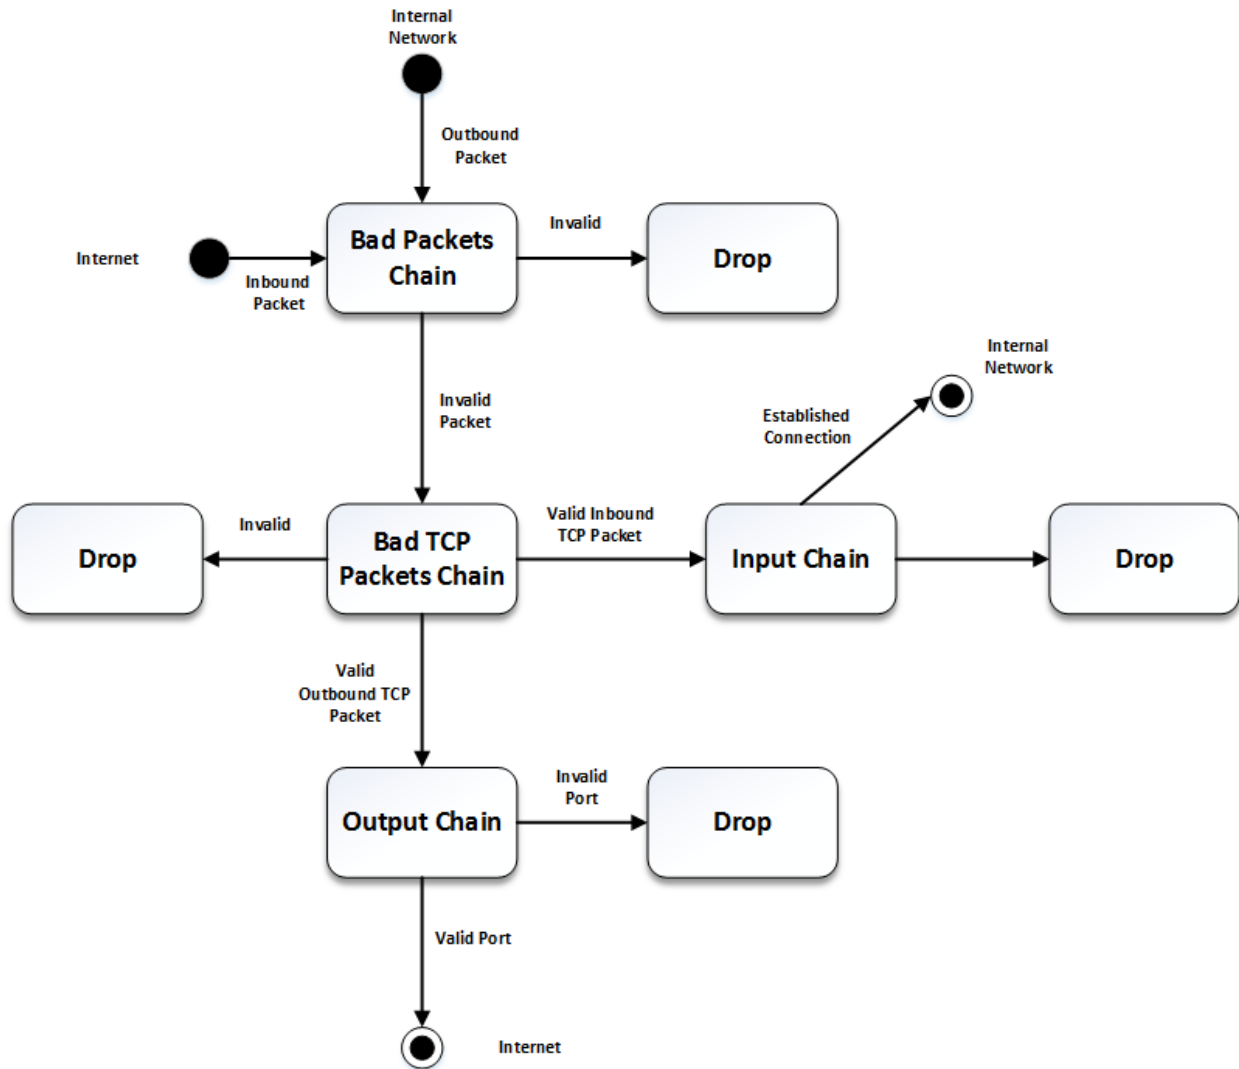 Internal
Network
Outbound
Packet
Bad Packets
Chain
Invalid
Drop
Internet
Inbound
Packet
Internal
Network
Invalid
Packet
Established
Connection
Drop
Invalid
Bad TCP
Packets Chain
Valid Inbound
TCP Packet
Input Chain
Drop
Valid
Outbound TCP
Packet
Output Chain
Invalid
Port
Drop
Valid Port
Internet